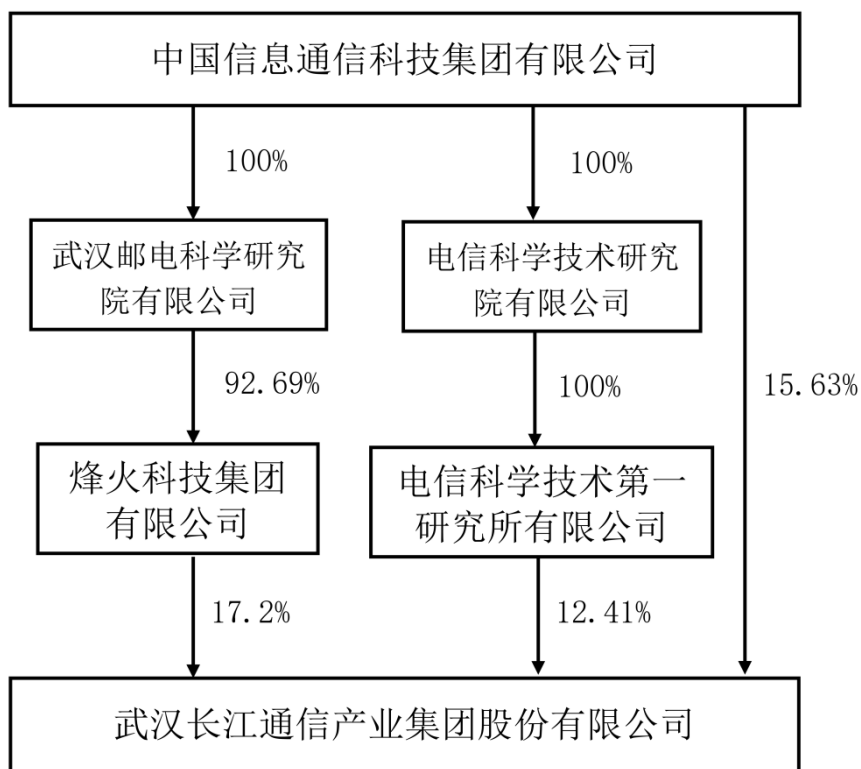 中国信息通信科技集团有限公司
100%
100%
武汉邮电科学研究
院有限公司
电信科学技术研究
院有限公司
92.69%
100%
15.63%
烽火科技集团
有限公司
电信科学技术第一
研究所有限公司
17.2%
12.41%
武汉长江通信产业集团股份有限公司